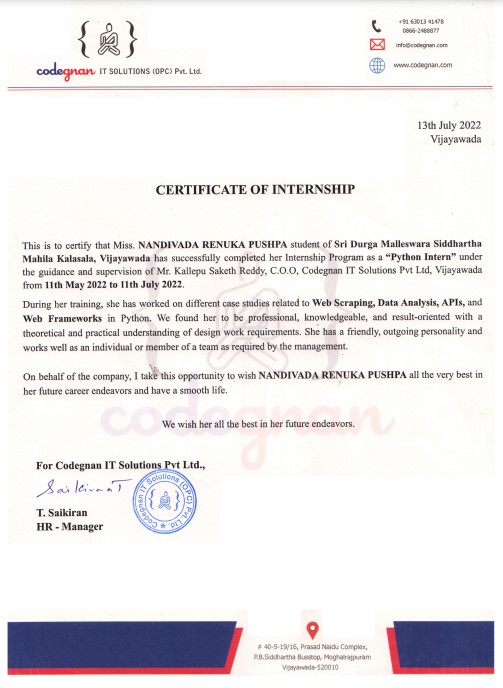 +91 63013 41478
0866-2488877
info@codegnan.com
www.codegnan.com
codegnan IT SOLUTIONS (OPC) Pvt. Ltd.
13th July 2022
Vijayawada
CERTIFICATE OF INTERNSHIP
This is to certify that Miss. NANDIVADA RENUKA PUSHPA student of Sri Durga Malleswara Siddhartha
Mahila Kalasala, Vijayawada has successfully completed her Internship Program as a “Python Intern” under
the guidance and supervision of Mr. Kallepu Saketh Reddy, C.O.O, Codegnan IT Solutions Pvt Ltd, Vijayawada
from 11th May 2022 to 11th July 2022.
During her training, she has worked on different case studies related to Web Scraping, Data Analysis, APIs, and
Web Frameworks in Python. We found her to be professional, knowledgeable, and result-oriented with a
theoretical and practical understanding of design work requirements. She has a friendly, outgoing personality and
works well as an individual or member of a team as required by the management.
On behalf of the company, I take this opportunity to wish NANDIVADA RENUKA PUSHPA all the very best in
her future career endeavors and have a smooth life.
codegnan
We wish her all the best in her future endeavors.
For Codegnan IT Solutions Pvt Ltd.,
Saikiran T
Codegnan IT Solutions (OPC) Pvt. Ltd.
T. Saikiran
HR - Manager
# 40-5-19/16, Prasad Naidu Complex,
P.B.Siddhartha Busstop, Moghalrajpuram
Vijayawada-520010